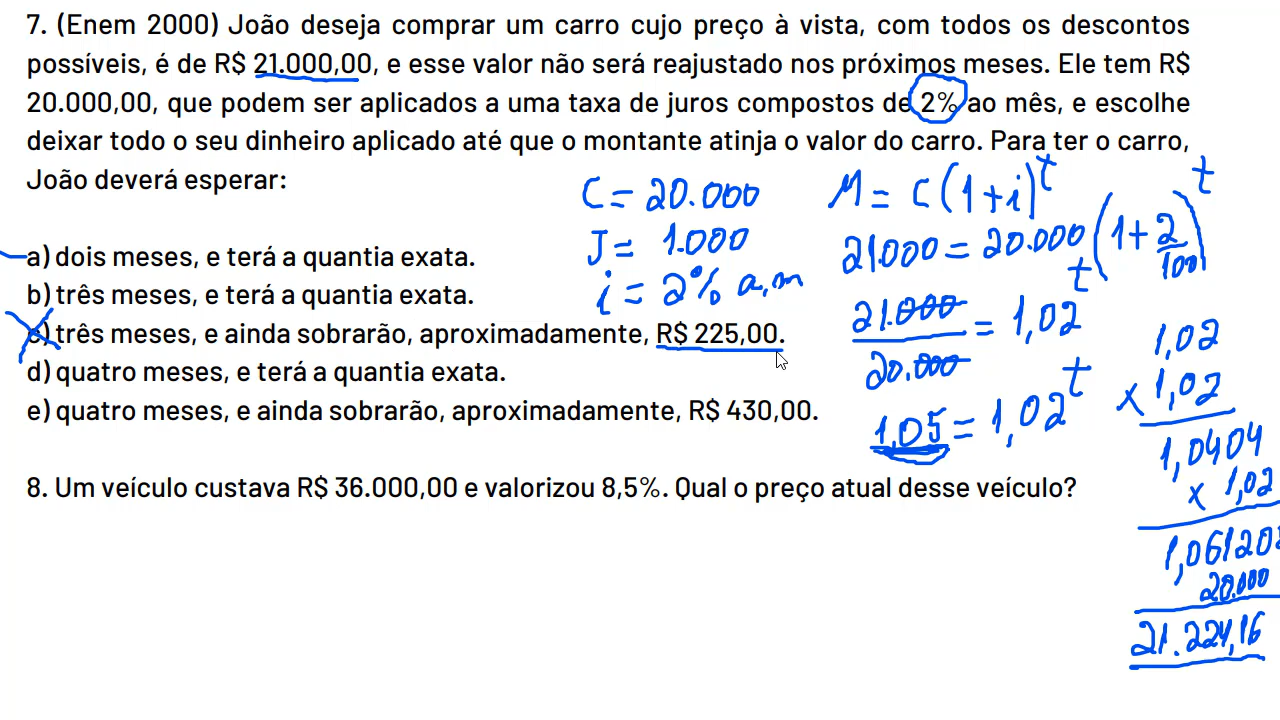 7. (Enem 2000) João deseja comprar um carro cujo preço à vista, com todos os descontos
possíveis, é de R$ 21.000,00, e esse valor não será reajustado nos próximos meses. Ele tem R$
20.000,00, que podem ser aplicados a uma taxa de juros compostos de 2% ao mês, e escolhe
deixar todo o seu dinheiro aplicado até que o montante atinja o valor do carro. Para ter o carro,
João deverá esperar:
a) dois meses, e terá a quantia exata.
b) três meses, e terá a quantia exata.
c) três meses, e ainda sobrarão, aproximadamente, R$ 225,00.
d) quatro meses, e terá a quantia exata.
e) quatro meses, e ainda sobrarão, aproximadamente, R$ 430,00.
8. Um veículo custava R$ 36.000,00 e valorizou 8,5%. Qual o preço atual desse veículo?
C = 20.000
J = 1.000
i = 2% a,m
M = C(1+i)^t
21.000 = 20.000(1+2/100)^t
21.000/20.000 = 1,02^t
1,05 = 1,02^t
1,02
x 1,02
1,0404
x 1,02
1,061208
20.000
21.224,16